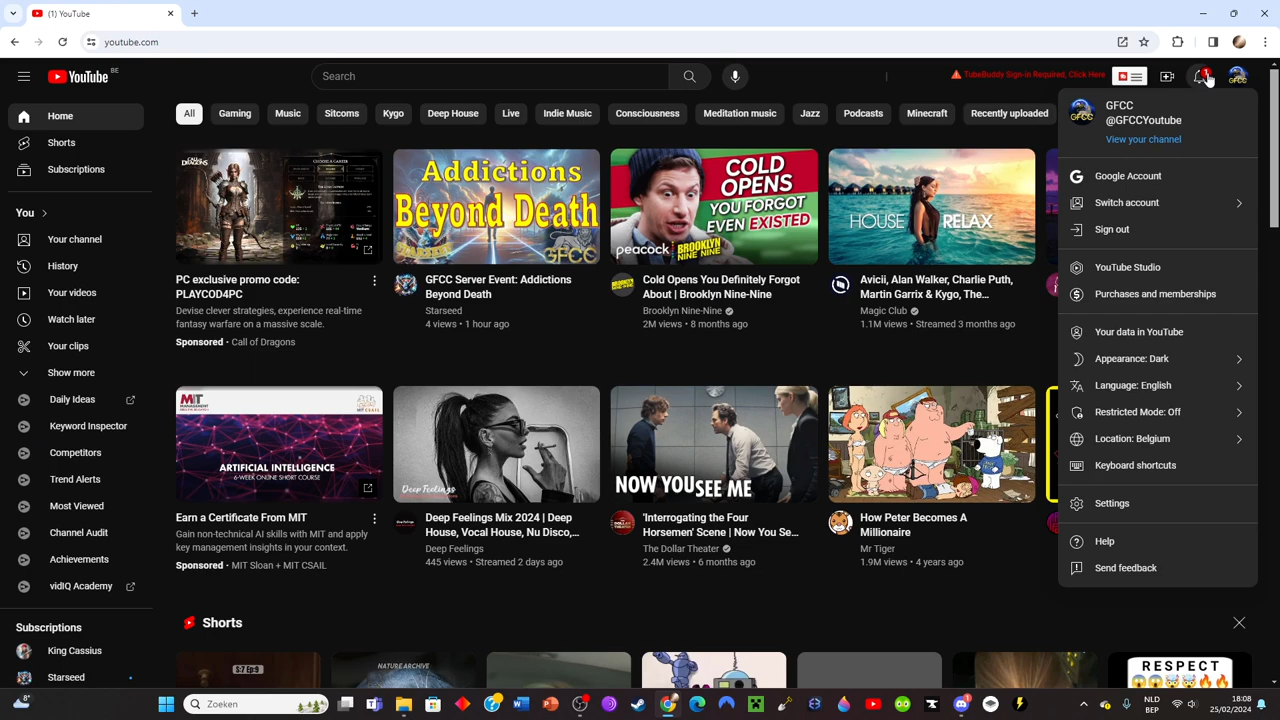 (1) YouTube
youtube.com
YouTube BE
Search
TubeBuddy Sign-in Required, Click Here
1
Home
Shorts
Subscriptions
You
Your channel
History
Your videos
Watch later
Your clips
Show more
Daily Ideas
Keyword Inspector
Competitors
Trend Alerts
Most Viewed
Channel Audit
Achievements
vidIQ Academy
Subscriptions
King Cassius
Starseed
All
Gaming
Music
Sitcoms
Kygo
Deep House
Live
Indie Music
Consciousness
Meditation music
Jazz
Podcasts
Minecraft
Recently uploaded
CHOOSE A CAREER
Addictions
Beyond Death
GFCC
COLD
OPENS
YOU FORGOT
EVEN EXISTED
peacock
BROOKLYN
NINE-NINE
HOUSE RELAX
PC exclusive promo code:
PLAYCOD4PC
Devise clever strategies, experience real-time
fantasy warfare on a massive scale.
Sponsored • Call of Dragons
GFCC Server Event: Addictions
Beyond Death
Starseed
4 views • 1 hour ago
Cold Opens You Definitely Forgot
About | Brooklyn Nine-Nine
Brooklyn Nine-Nine
2M views • 8 months ago
Avicii, Alan Walker, Charlie Puth,
Martin Garrix & Kygo, The...
Magic Club
1.1M views • Streamed 3 months ago
MIT
MANAGEMENT
MIT CSAIL
ARTIFICIAL INTELLIGENCE
6-WEEK ONLINE SHORT COURSE
Deep Feelings
NOW YOU SEE ME
Earn a Certificate From MIT
Gain non-technical AI skills with MIT and apply
key management insights in your context.
Sponsored • MIT Sloan + MIT CSAIL
Deep Feelings Mix 2024 | Deep
House, Vocal House, Nu Disco,...
Deep Feelings
445 views • Streamed 2 days ago
'Interrogating the Four
Horsemen' Scene | Now You Se...
The Dollar Theater
2.4M views • 6 months ago
How Peter Becomes A
Millionaire
Mr Tiger
1.9M views • 4 years ago
Shorts
S:7 Ep:9
NATURE ARCHIVE
RESPECT
GFCC
@GFCCYoutube
View your channel
Google Account
Switch account
Sign out
YouTube Studio
Purchases and memberships
Your data in YouTube
Appearance: Dark
Language: English
Restricted Mode: Off
Location: Belgium
Keyboard shortcuts
Settings
Help
Send feedback
8°
Zoeken
NLD
BEP
18:08
25/02/2024